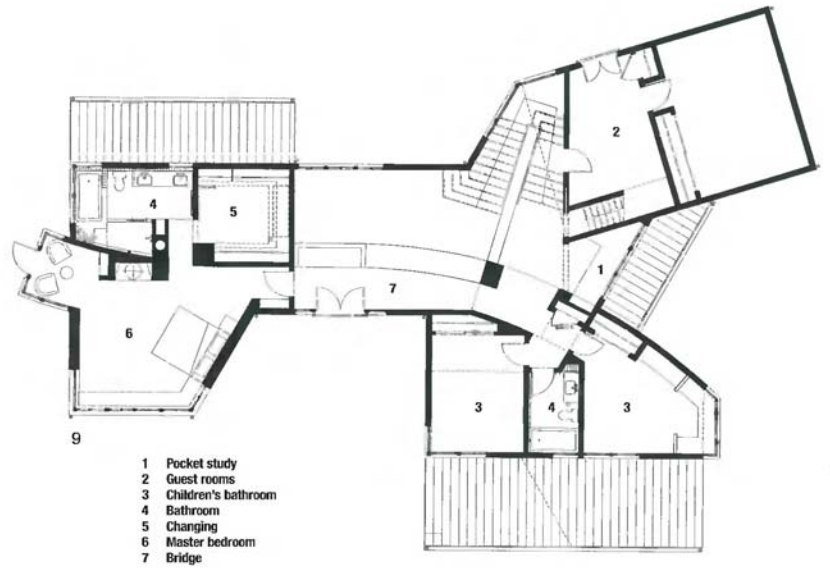 2
4
5
1
7
6
3
4
3
9
1 Pocket study
2 Guest rooms
3 Children's bathroom
4 Bathroom
5 Changing
6 Master bedroom
7 Bridge